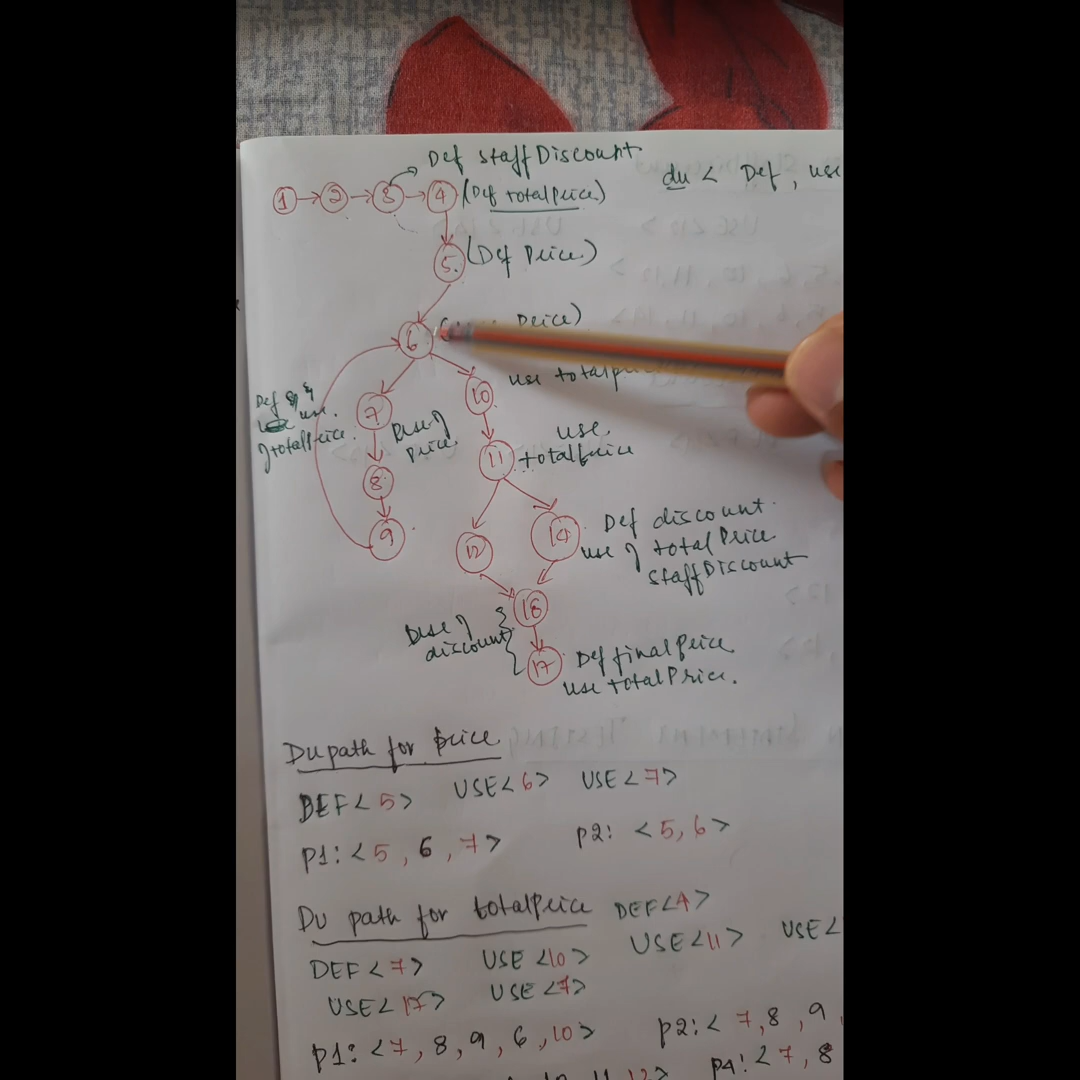 Def staffDiscount
du < Def, use
1 → 2 → 3 → 4 (Def totalPrice)
5. (Def Price)
6 Price)
use
10
Def
7
use of price
use totalprice
11
8
9
12
14
Def discount
use of totalPrice
staffDiscount
16
use of discount
17
Def finalprice
use totalPrice.
Du path for price
DEF < 5 > USE < 6 > USE < 7 >
P1: < 5, 6, 7 > P2: < 5, 6 >
Du path for totalprice DEF < 4 >
DEF < 7 > USE < 10 > USE < 11 > USE <
USE < 17 > USE < 7 >
P1: < 7, 8, 9, 6, 10 > P2: < 7, 8, 9
P4: < 7, 8